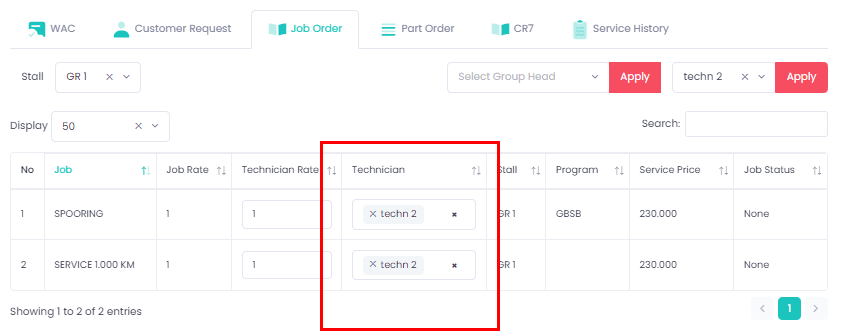 WAC Customer Request Job Order Part Order CR7 Service History
Stall GR 1 × Select Group Head Apply techn 2 × Apply
Display 50 × Search:
No Job Job Rate Technician Rate Technician Stall Program Service Price Job Status
1 SPOORING 1 1 × techn 2 × GR 1 GBSB 230.000 None
2 SERVICE 1.000 KM 1 1 × techn 2 × GR 1 230.000 None
Showing 1 to 2 of 2 entries < 1 >